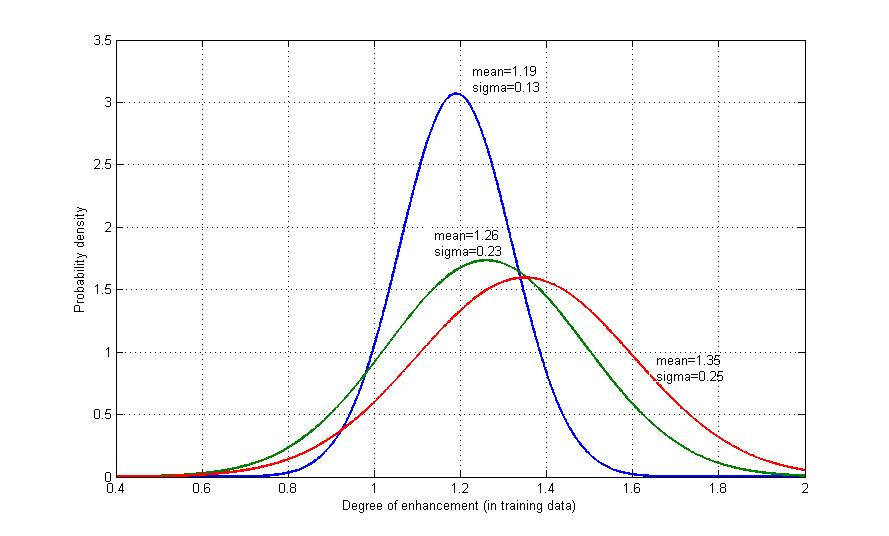 3.5
3
2.5
2
1.5
1
0.5
0
mean=1.19
sigma=0.13
mean=1.26
sigma=0.23
mean=1.35
sigma=0.25
Probability density
0.4 0.6 0.8 1 1.2 1.4 1.6 1.8 2
Degree of enhancement (in training data)